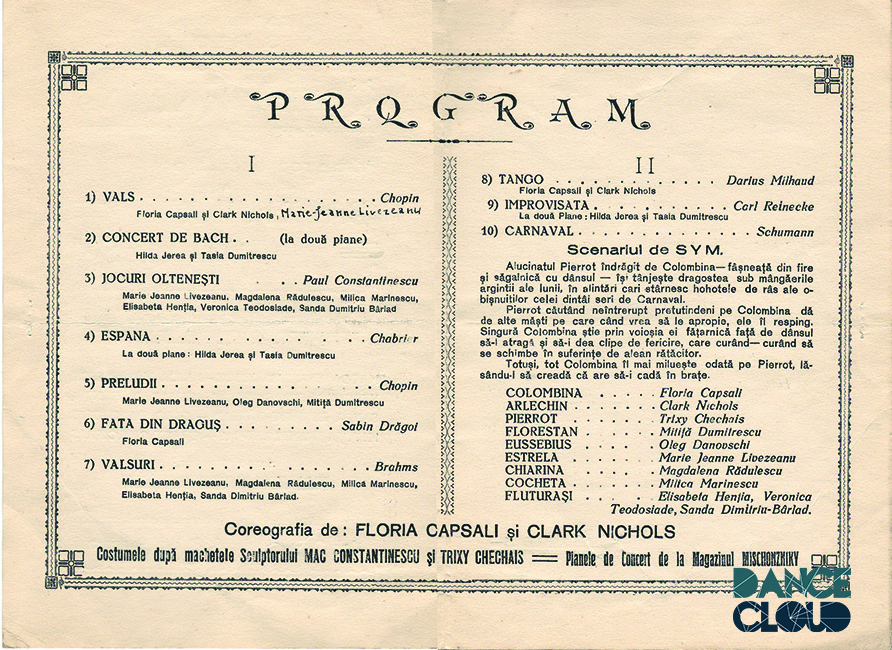 PROGRAM
I
1) VALS . . . . . . . . . . . . . . . . . . . Chopin
Floria Capsali și Clark Nichols, Marie-Jeanne Livezeanu
2) CONCERT DE BACH . . (la două piane)
Hilda Jerea și Tasia Dumitrescu
3) JOCURI OLTENEȘTI . . . . . Paul Constantinescu
Marie Jeanne Livezeanu, Magdalena Rădulescu, Milica Marinescu,
Elisabeta Henția, Veronica Teodosiade, Sanda Dumitru Bârlad
4) ESPANA . . . . . . . . . . . . . . . . . Chabrier
La două piane: Hilda Jerea și Tasia Dumitrescu
5) PRELUDII . . . . . . . . . . . . . . . . . Chopin
Marie Jeanne Livezeanu, Oleg Danovschi, Mitiță Dumitrescu
6) FATA DIN DRAGUȘ . . . . . . . . . Sabin Drăgoi
Floria Capsali
7) VALSURI . . . . . . . . . . . . . . . . . Brahms
Marie Jeanne Livezeanu, Magdalena Rădulescu, Milica Marinescu,
Elisabeta Henția, Sanda Dimitriu Bârlad.
II
8) TANGO . . . . . . . . . . . . . Darius Milhaud
Floria Capsali și Clark Nichols
9) IMPROVISATA . . . . . . . . . . Carl Reinecke
La două Piane: Hilda Jerea și Tasia Dumitrescu
10) CARNAVAL . . . . . . . . . . . . . Schumann
Scenariul de SYM.
Alucinatul Pierrot îndrăgit de Colombina—fâșneață din fire
și săgalnică cu dânsul — își tânjește dragostea sub mângăerile
argintii ale lunii, în alintări cari stârnesc hohotele de râs ale o-
bișnuiților celei dintâi seri de Carnaval.
Pierrot căutând neîntrerupt pretutindeni pe Colombina dă
de alte măști pe care când vrea să le apropie, ele îl resping.
Singură Colombina știe prin voioșia ei fățarnică față de dânsul
să-l atragă și să-i dea clipe de fericire, care curând—curând să
se schimbe în suferințe de alean rătăcitor.
Totuși, tot Colombina îl mai miluește odată pe Pierrot, lă-
sându-l să creadă că are să-i cadă în brațe.
COLOMBINA . . . . . Floria Capsali
ARLECHIN . . . . . Clark Nichols
PIERROT . . . . . Trixy Chechais
FLORESTAN . . . . . Mitiță Dumitrescu
EUSSEBIUS . . . . . Oleg Danovschi
ESTRELA . . . . . Marie Jeanne Livezeanu
CHIARINA . . . . . Magdalena Rădulescu
COCHETA . . . . . Milica Marinescu
FLUTURAȘI . . . . Elisabeta Henția, Veronica
Teodosiade, Sanda Dimitriu-Bârlad.
Coreografia de: FLORIA CAPSALI și CLARK NICHOLS
Costumele după machetele Sculptorului MAC CONSTANTINESCU și TRIXY CHECHAIS == Pianele de Concert de la Magazinul MISCHONZNIKY
DANCE
CLOUD